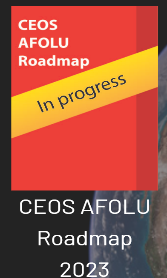 CEOS
AFOLU
Roadmap
In progress
CEOS AFOLU
Roadmap
2023